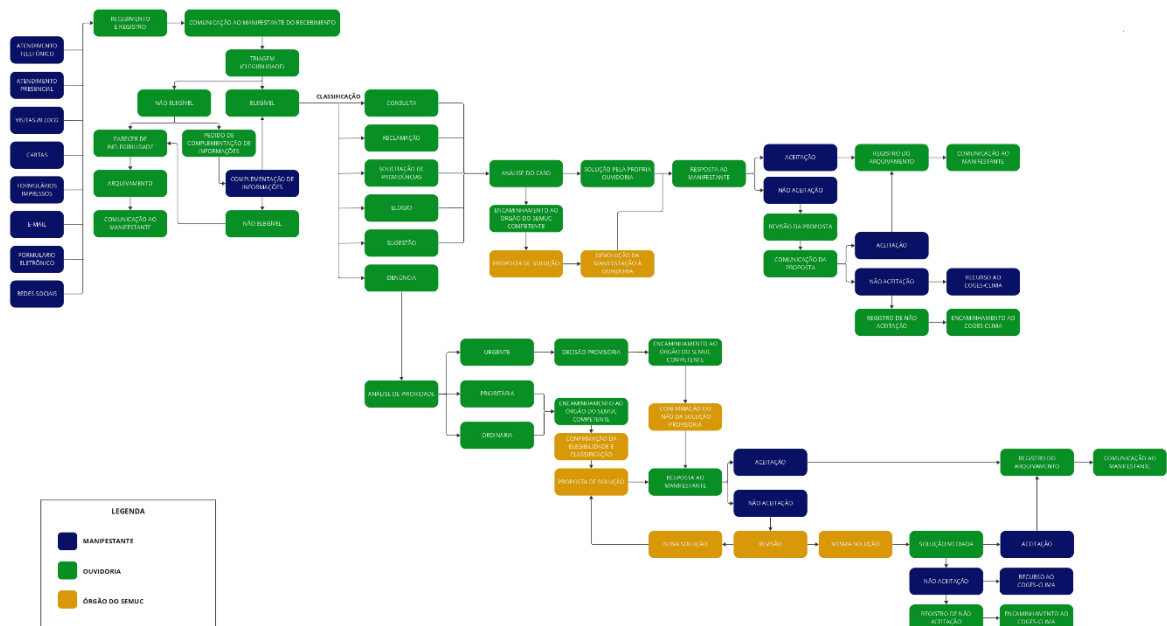 RECEBIMENTO
E REGISTRO
COMUNICAÇÃO AO MANIFESTANTE DO RECEBIMENTO
ATENDIMENTO
TELEFÔNICO
ATENDIMENTO
PRESENCIAL
VISITAS IN LOCO
CARTAS
FORMULÁRIOS
IMPRESSOS
E-MAIL
FORMULÁRIO
ELETRÔNICO
REDES SOCIAIS
TRIAGEM
(ELEGIBILIDADE)
NÃO ELEGÍVEL
ELEGÍVEL
PARECER DE
INELEGIBILIDADE
PEDIDO DE
COMPLEMENTAÇÃO DE
INFORMAÇÕES
ARQUIVAMENTO
COMPLEMENTAÇÃO DE
INFORMAÇÕES
COMUNICAÇÃO AO
MANIFESTANTE
NÃO ELEGÍVEL
CLASSIFICAÇÃO
CONSULTA
RECLAMAÇÃO
SOLICITAÇÃO DE
PROVIDÊNCIAS
ELOGIO
SUGESTÃO
DENÚNCIA
ANÁLISE DO CASO
SOLUÇÃO PELA PROPRIA
OUVIDORIA
RESPOSTA AO
MANIFESTANTE
ENCAMINHAMENTO AO
ÓRGÃO DO SEMUC
COMPETENTE
PROPOSTA DE SOLUÇÃO
DEVOLUÇÃO DA
MANIFESTAÇÃO À
OUVIDORIA
ACEITAÇÃO
REGISTRO DO
ARQUIVAMENTO
COMUNICAÇÃO AO
MANIFESTANTE
NÃO ACEITAÇÃO
REVISÃO DA PROPOSTA
COMUNICAÇÃO DA
PROPOSTA
ACEITAÇÃO
NÃO ACEITAÇÃO
RECURSO AO
COGES-CLIMA
REGISTRO DE NÃO
ACEITAÇÃO
ENCAMINHAMENTO AO
COGES-CLIMA
ANÁLISE DE PRIORIDADE
URGENTE
DECISÃO PROVISÓRIA
ENCAMINHAMENTO AO
ÓRGÃO DO SEMUC
COMPETENTE
PRIORITÁRIA
ORDINÁRIA
ENCAMINHAMENTO AO
ÓRGÃO DO SEMUC
COMPETENTE
CONFIRMAÇÃO OU
NÃO DA SOLUÇÃO
PROVISÓRIA
CONFIRMAÇÃO DA
ELEGIBILIDADE E
CLASSIFICAÇÃO
PROPOSTA DE SOLUÇÃO
RESPOSTA AO
MANIFESTANTE
ACEITAÇÃO
REGISTRO DO
ARQUIVAMENTO
COMUNICAÇÃO AO
MANIFESTANTE
NÃO ACEITAÇÃO
NOVA SOLUÇÃO
REVISÃO
MESMA SOLUÇÃO
SOLUÇÃO MEDIADA
ACEITAÇÃO
NÃO ACEITAÇÃO
RECURSO AO
COGES-CLIMA
REGISTRO DE NÃO
ACEITAÇÃO
ENCAMINHAMENTO AO
COGES-CLIMA
LEGENDA
MANIFESTANTE
OUVIDORIA
ÓRGÃO DO SEMUC